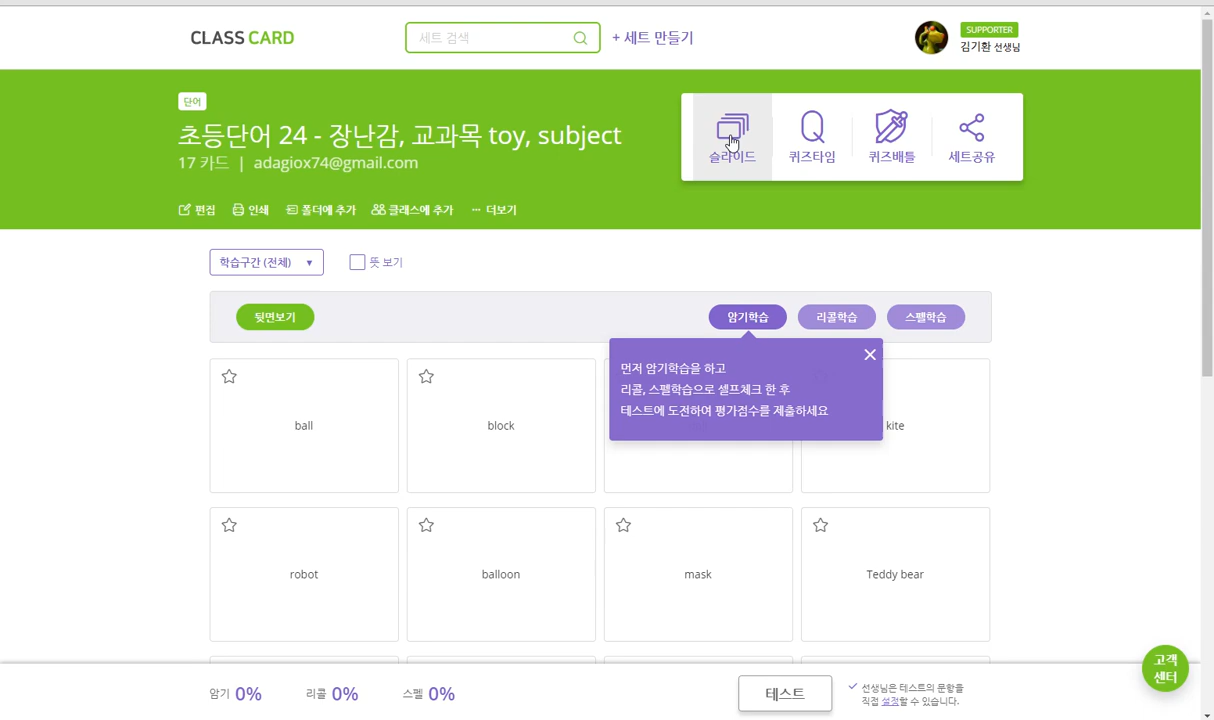 CLASS CARD
세트 검색
+ 세트 만들기
SUPPORTER
김기환 선생님
단어
초등단어 24 - 장난감, 교과목 toy, subject
17 카드 | adagiox74@gmail.com
슬라이드
퀴즈타임
퀴즈배틀
세트공유
편집
인쇄
폴더에 추가
클래스에 추가
··· 더보기
학습구간 (전체) ▼
뜻 보기
뒷면보기
암기학습
리콜학습
스펠학습
먼저 암기학습을 하고
리콜, 스펠학습으로 셀프체크 한 후
테스트에 도전하여 평가점수를 제출하세요
ball
block
kite
robot
balloon
mask
Teddy bear
암기 0%
리콜 0%
스펠 0%
테스트
선생님은 테스트의 문항을
직접 설정할 수 있습니다.
고객
센터